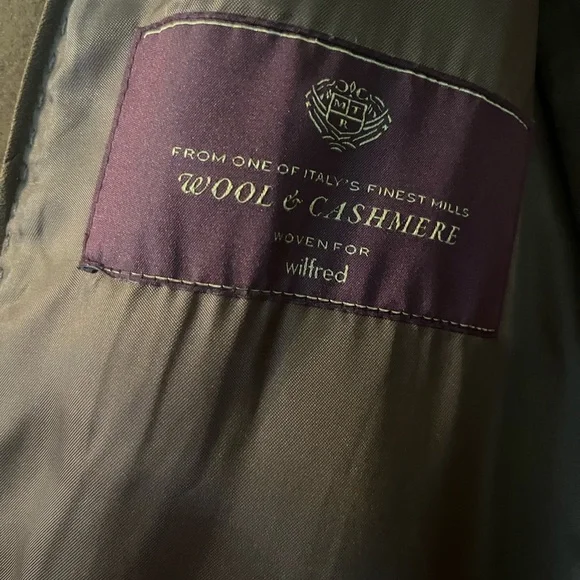 M T
R
FROM ONE OF ITALY'S FINEST MILLS
WOOL & CASHMERE
WOVEN FOR
wilfred